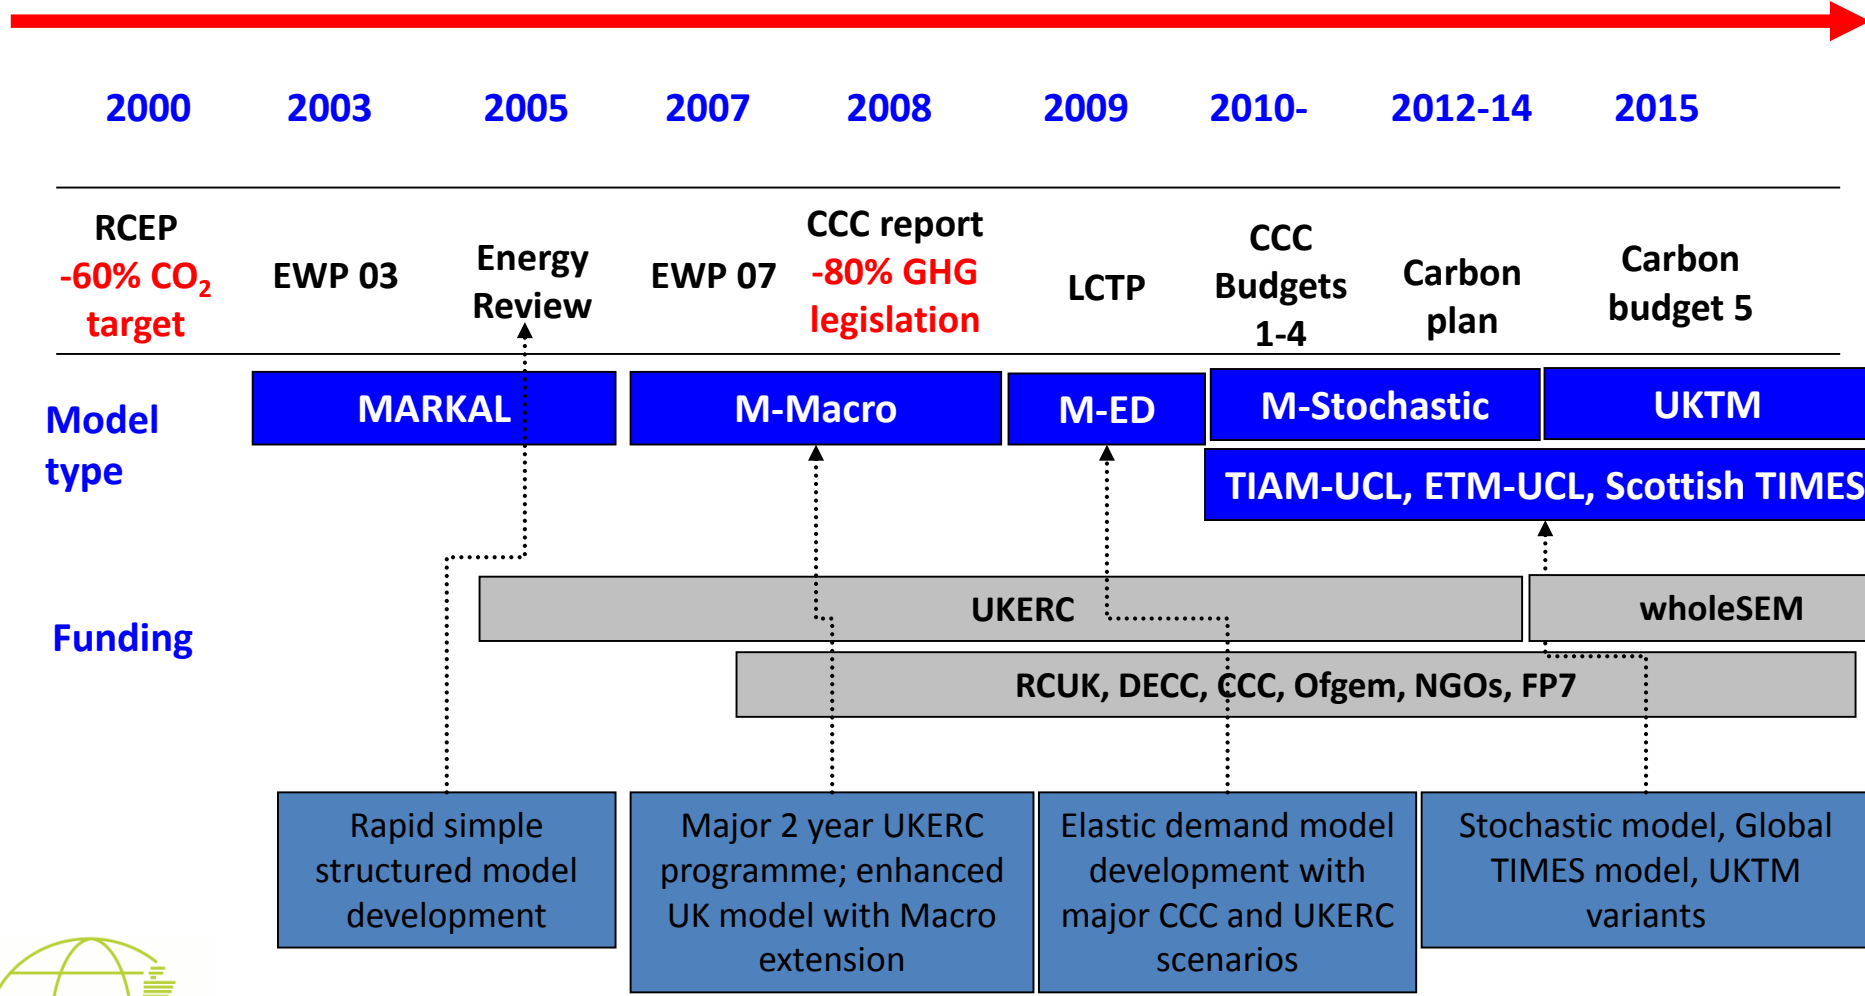 2000 2003 2005 2007 2008 2009 2010- 2012-14 2015
RCEP
-60% CO₂
target
EWP 03
Energy
Review
EWP 07
CCC report
-80% GHG
legislation
LCTP
CCC
Budgets
1-4
Carbon
plan
Carbon
budget 5
Model
type
MARKAL
M-Macro
M-ED
M-Stochastic
UKTM
TIAM-UCL, ETM-UCL, Scottish TIMES
Funding
UKERC
wholeSEM
RCUK, DECC, CCC, Ofgem, NGOs, FP7
Rapid simple
structured model
development
Major 2 year UKERC
programme; enhanced
UK model with Macro
extension
Elastic demand model
development with
major CCC and UKERC
scenarios
Stochastic model, Global
TIMES model, UKTM
variants